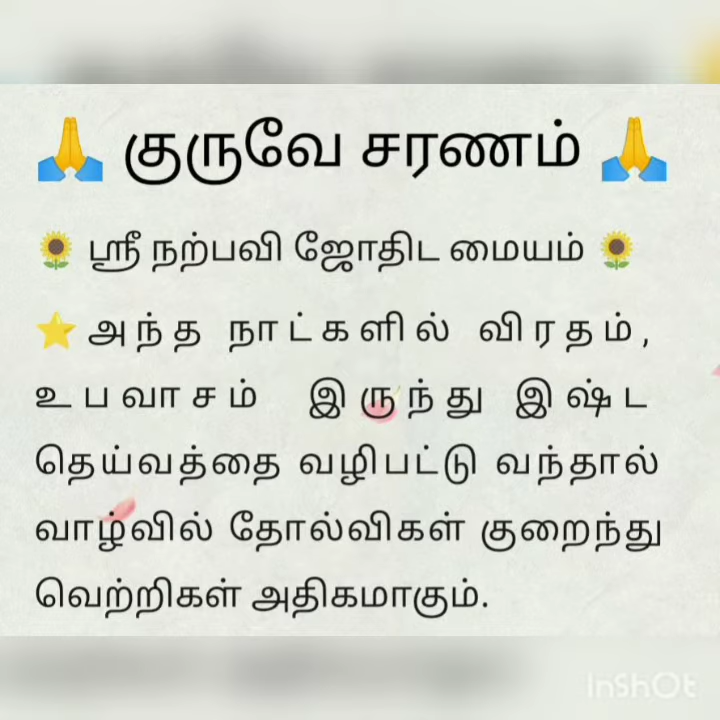 🙏 குருவே சரணம் 🙏
🌻 ஸ்ரீ நற்பவி ஜோதிட மையம் 🌻
⭐ அந்த நாட்களில் விரதம்,
உபவாசம் இருந்து இஷ்ட
தெய்வத்தை வழிபட்டு வந்தால்
வாழ்வில் தோல்விகள் குறைந்து
வெற்றிகள் அதிகமாகும்.
InShOt